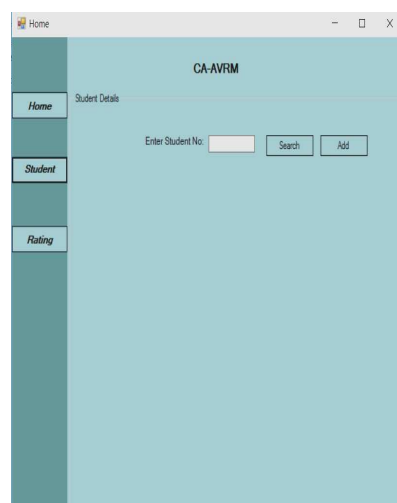 Home
CA-AVRM
Home
Student Details
Enter Student No:
Search
Add
Student
Rating